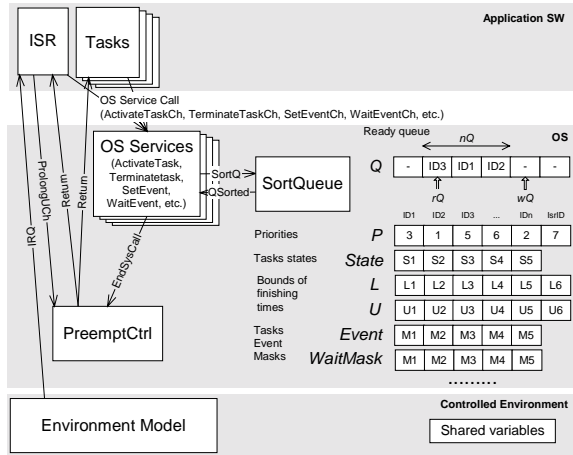 Application SW
ISR
Tasks
OS Service Call
(ActivateTaskCh, TerminateTaskCh, SetEventCh, WaitEventCh, etc.)
Ready queue
nQ
OS
OS Services
(ActivateTask,
Terminatetask,
SetEvent,
WaitEvent, etc.)
SortQ
QSorted
SortQueue
Q - ID3 ID1 ID2 - -
rQ wQ
ID1 ID2 ID3 ... IDn IsrID
Priorities P 3 1 5 6 2 7
Tasks states State S1 S2 S3 S4 S5
Bounds of
finishing
times
L L1 L2 L3 L4 L5 L6
U U1 U2 U3 U4 U5 U6
Tasks
Event
Masks
Event M1 M2 M3 M4 M5
WaitMask M1 M2 M3 M4 M5
.........
IRQ
ProlongUCh
Return
Return
EndSysCall
PreemptCtrl
Environment Model
Controlled Environment
Shared variables